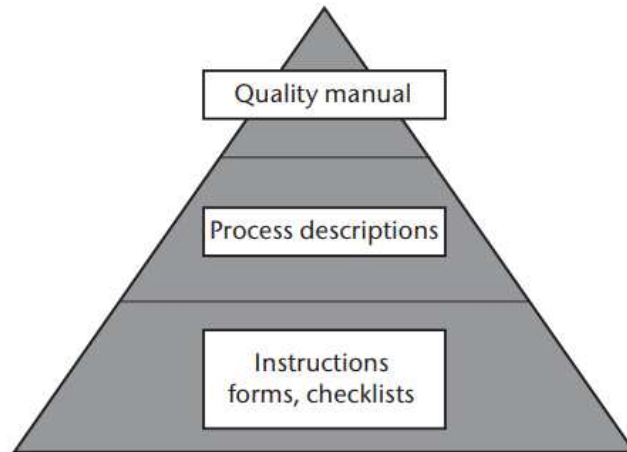 Quality manual
Process descriptions
Instructions
forms, checklists